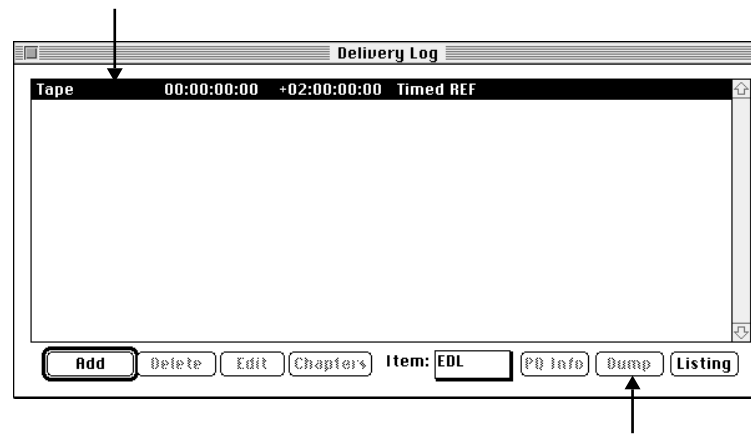 Delivery Log
Tape 00:00:00:00 +02:00:00:00 Timed REF
Add Delete Edit Chapters Item: EDL PQ Info Dump Listing